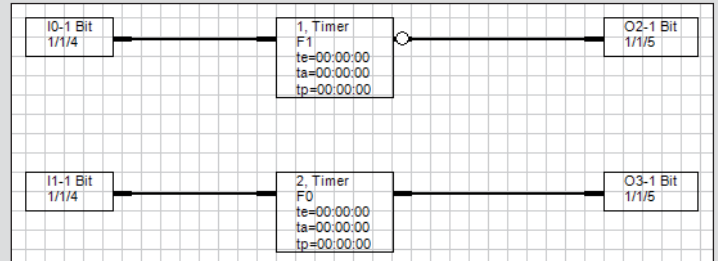 I0-1 Bit
1/1/4
1, Timer
F1
te=00:00:00
ta=00:00:00
tp=00:00:00
O2-1 Bit
1/1/5
I1-1 Bit
1/1/4
2, Timer
F0
te=00:00:00
ta=00:00:00
tp=00:00:00
O3-1 Bit
1/1/5